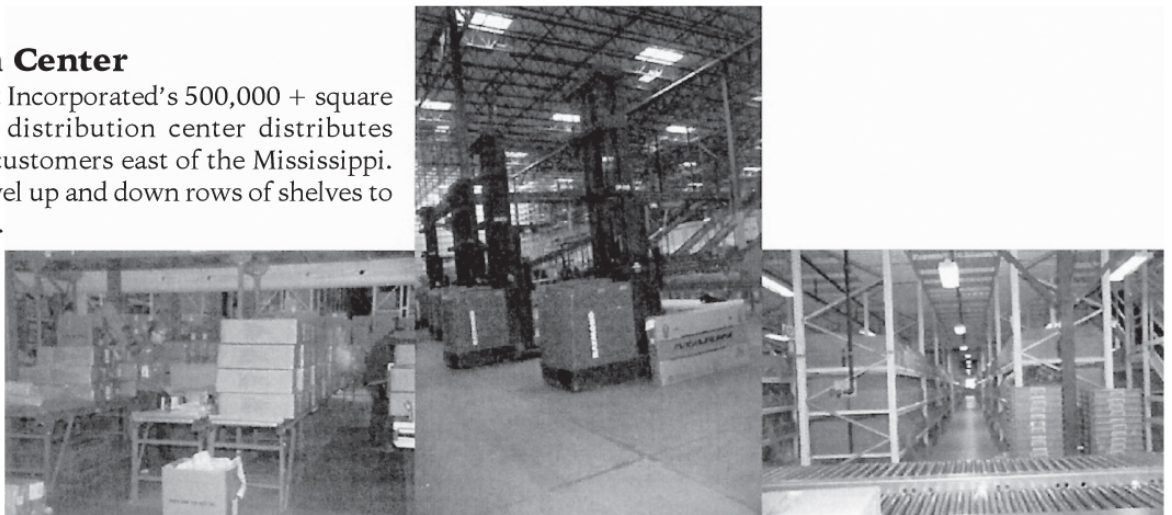 Center
Incorporated's 500,000 + square
distribution center distributes
customers east of the Mississippi.
el up and down rows of shelves to